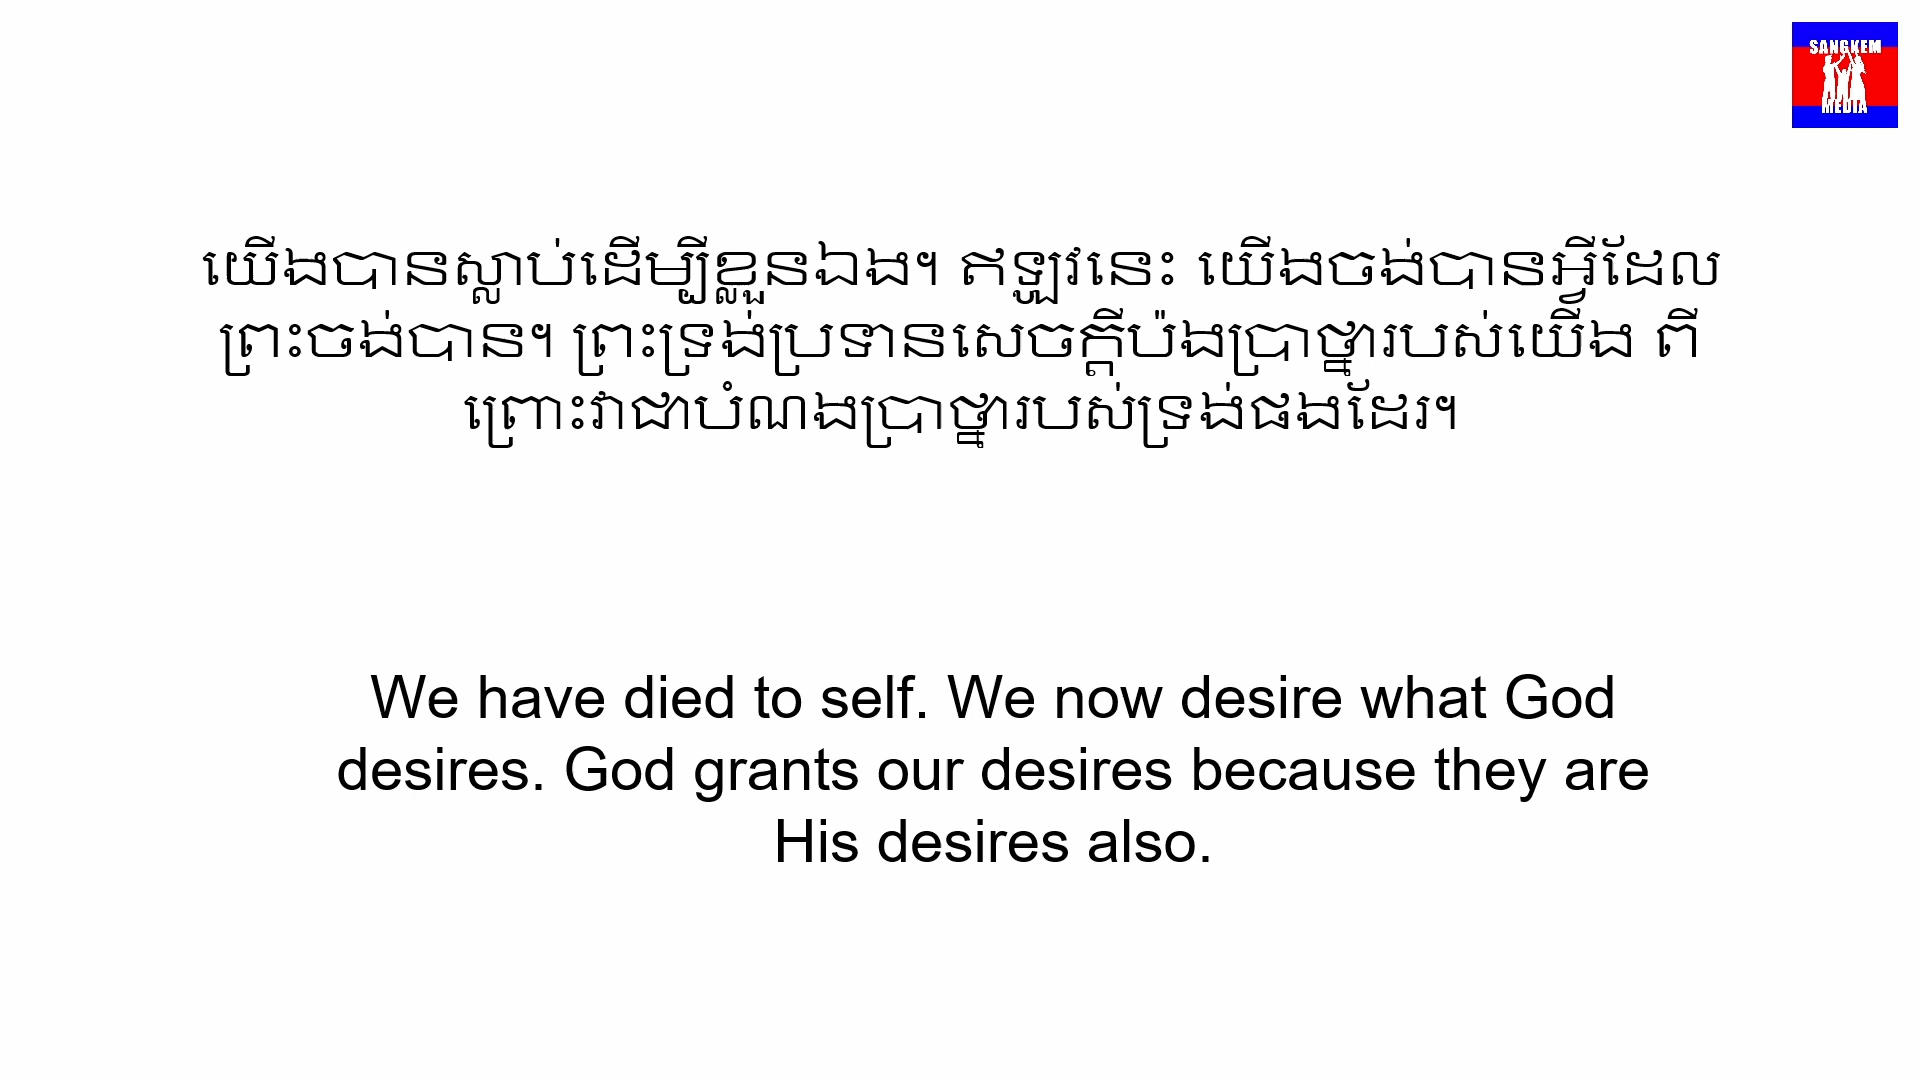 SANGKEM
MEDIA
យើងបានស្លាប់ដើម្បីខ្លួនឯង។ ឥឡូវនេះ យើងចង់បានអ្វីដែល
ព្រះចង់បាន។ ព្រះទ្រង់ប្រទានសេចក្ដីប៉ងប្រាថ្នារបស់យើង ពី
ព្រោះវាជាបំណងប្រាថ្នារបស់ទ្រង់ផងដែរ។
We have died to self. We now desire what God
desires. God grants our desires because they are
His desires also.